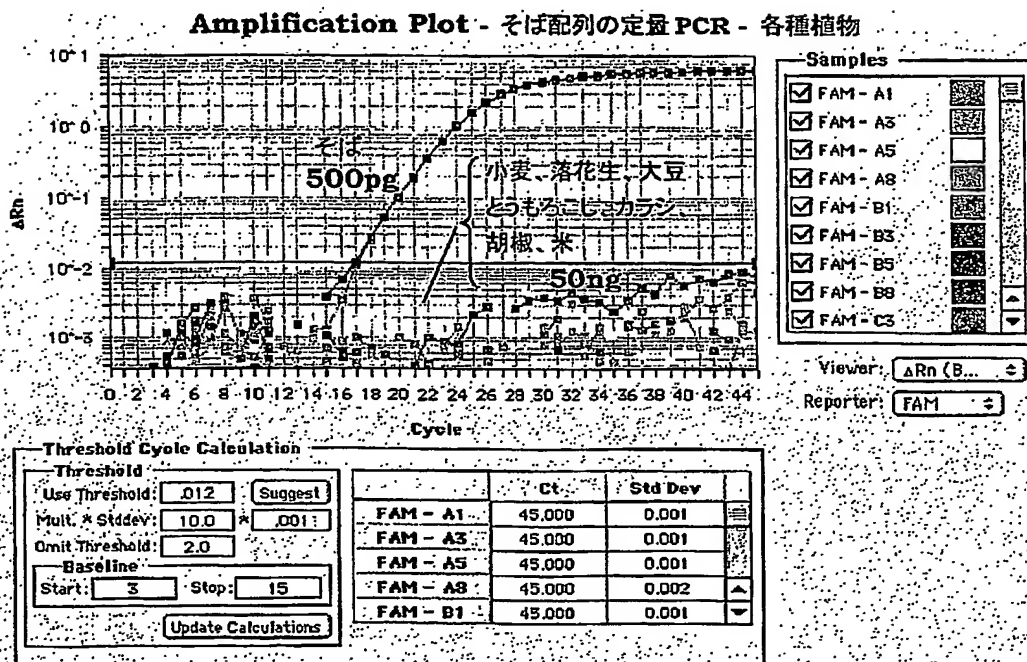 Amplification Plot - そば配列の定量 PCR - 各種植物
10^1
10^0
10^-1
10^-2
10^-3
ΔRn
そば
500pg
小麦、落花生、大豆
とうもろこし、カラシ、
胡椒、米
50ng
0 2 4 6 8 10 12 14 16 18 20 22 24 26 28 30 32 34 36 38 40 42 44
Cycle
Samples
FAM - A1
FAM - A3
FAM - A5
FAM - A8
FAM - B1
FAM - B3
FAM - B5
FAM - B8
FAM - C3
Viewer: ΔRn (B...
Reporter: FAM
Threshold Cycle Calculation
Threshold
Use Threshold: .012 Suggest
Mult. * Stddev: 10.0 * .001
Omit Threshold: 2.0
Baseline
Start: 3 Stop: 15
Update Calculations
Ct Std Dev
FAM - A1 45.000 0.001
FAM - A3 45.000 0.001
FAM - A5 45.000 0.001
FAM - A8 45.000 0.002
FAM - B1 45.000 0.001